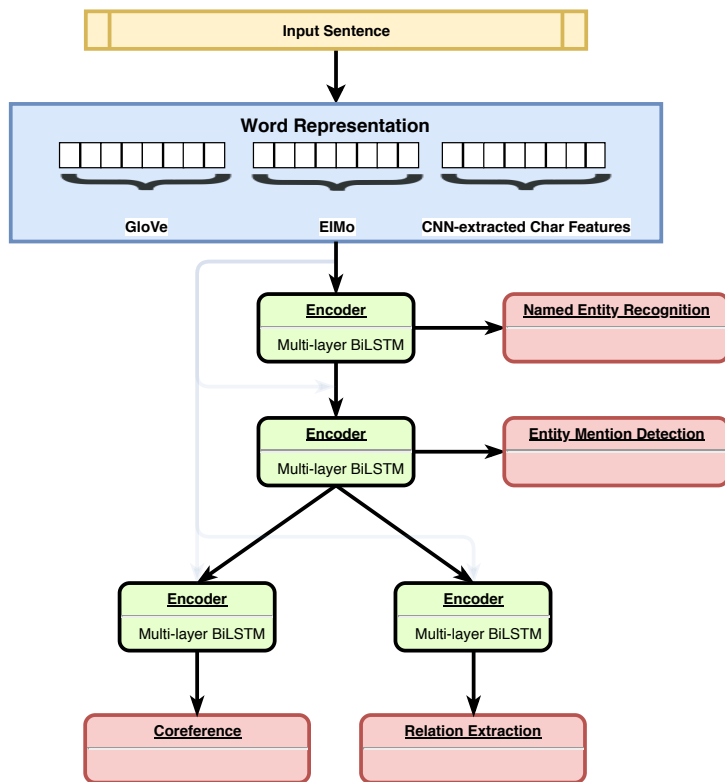 Input Sentence
Word Representation
GloVe
ElMo
CNN-extracted Char Features
Encoder
Multi-layer BiLSTM
Named Entity Recognition
Encoder
Multi-layer BiLSTM
Entity Mention Detection
Encoder
Multi-layer BiLSTM
Encoder
Multi-layer BiLSTM
Coreference
Relation Extraction